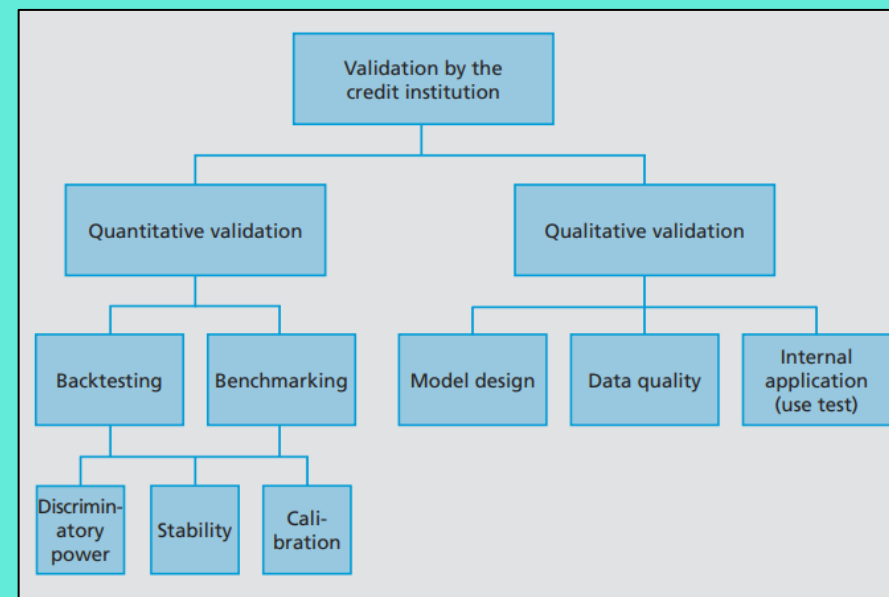 Validation by the
credit institution
Quantitative validation
Qualitative validation
Backtesting
Benchmarking
Model design
Data quality
Internal
application
(use test)
Discrimin-
atory
power
Stability
Cali-
bration